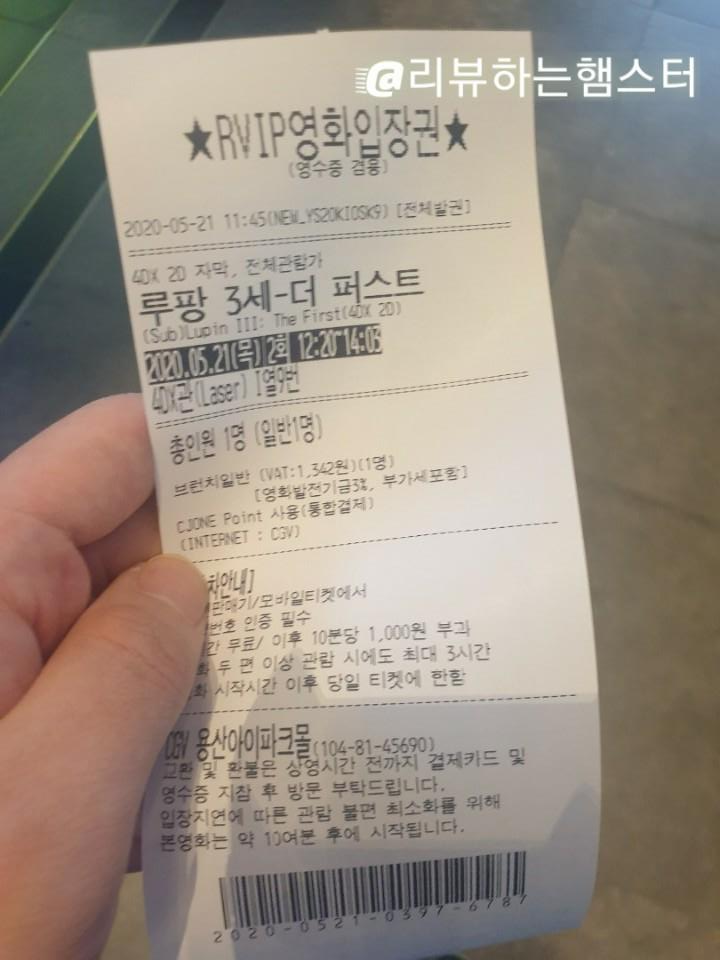 @리뷰하는햄스터
★RVIP영화입장권★
(영수증 겸용)
2020-05-21 11:45(NEW_YS20KIOSK9) [전체발권]
4DX 2D 자막, 전체관람가
루팡 3세-더 퍼스트
(Sub)Lupin III: The First(4DX 2D)
2020.05.21(목) 2회 12:20~14:03
4DX관(Laser) I열9번
총인원 1명 (일반1명)
브런치일반 (VAT:1,342원)(1명)
[영화발전기금3%, 부가세포함]
CJONE Point 사용(통합결제)
(INTERNET : CGV)
차안내]
판매기/모바일티켓에서
번호 인증 필수
간 무료/ 이후 10분당 1,000원 부과
화 두 편 이상 관람 시에도 최대 3시간
화 시작시간 이후 당일 티켓에 한함
CGV 용산아이파크몰(104-81-45690)
교환 및 환불은 상영시간 전까지 결제카드 및
영수증 지참 후 방문 부탁드립니다.
입장지연에 따른 관람 불편 최소화를 위해
본영화는 약 10여분 후에 시작됩니다.
2020-0521-0397-6787